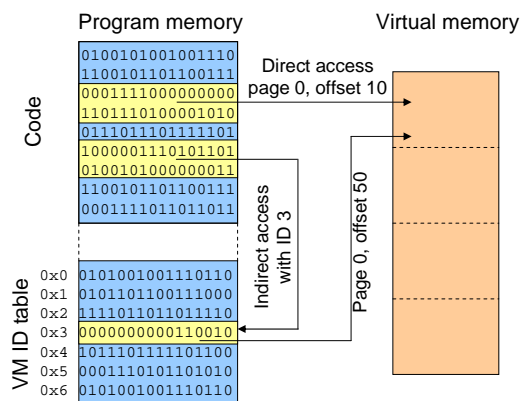 Program memory
Virtual memory
Code
0100101001001110
1100101101100111
0001111000000000
1101110100001010
0111011101111101
1000001110101101
0100101000000011
1100101101100111
0001111011011011
Direct access
page 0, offset 10
Indirect access
with ID 3
Page 0, offset 50
VM ID table
0x0 0101001001110110
0x1 0101101100111000
0x2 1111011011011110
0x3 0000000000110010
0x4 1011101111101100
0x5 0001110101101010
0x6 0101001001110110